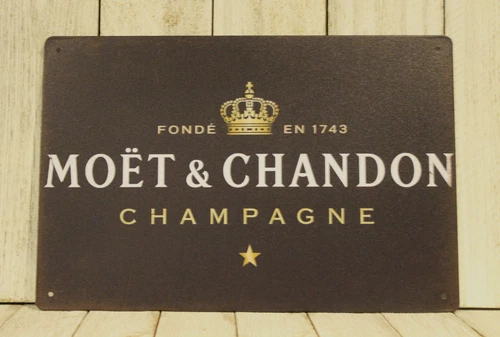 FONDÉ EN 1743
MOËT & CHANDON
CHAMPAGNE